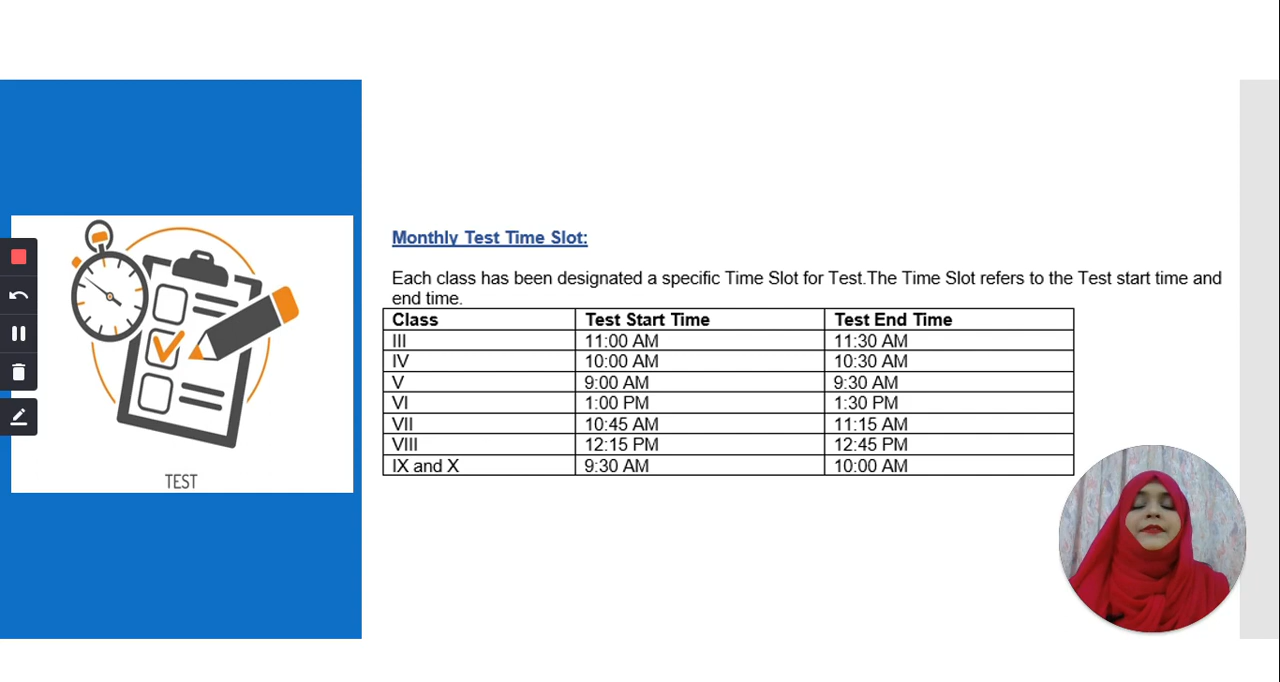 Monthly Test Time Slot:
Each class has been designated a specific Time Slot for Test.The Time Slot refers to the Test start time and
end time.
Class Test Start Time Test End Time
III 11:00 AM 11:30 AM
IV 10:00 AM 10:30 AM
V 9:00 AM 9:30 AM
VI 1:00 PM 1:30 PM
VII 10:45 AM 11:15 AM
VIII 12:15 PM 12:45 PM
IX and X 9:30 AM 10:00 AM
TEST